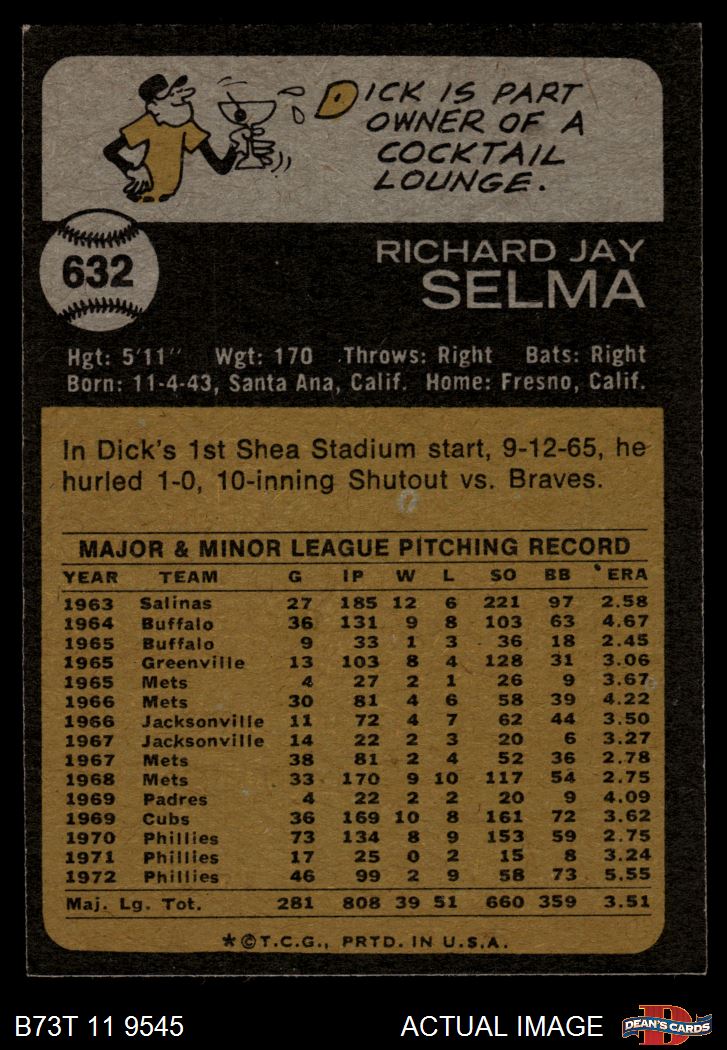 DICK IS PART
OWNER OF A
COCKTAIL
LOUNGE.
632
RICHARD JAY
SELMA
Hgt: 5'11" Wgt: 170 Throws: Right Bats: Right
Born: 11-4-43, Santa Ana, Calif. Home: Fresno, Calif.
In Dick's 1st Shea Stadium start, 9-12-65, he
hurled 1-0, 10-inning Shutout vs. Braves.
MAJOR & MINOR LEAGUE PITCHING RECORD
YEAR TEAM G IP W L SO BB ERA
1963 Salinas 27 185 12 6 221 97 2.58
1964 Buffalo 36 131 9 8 103 63 4.67
1965 Buffalo 9 33 1 3 36 18 2.45
1965 Greenville 13 103 8 4 128 31 3.06
1965 Mets 4 27 2 1 26 9 3.67
1966 Mets 30 81 4 6 58 39 4.22
1966 Jacksonville 11 72 4 7 62 44 3.50
1967 Jacksonville 14 22 2 3 20 6 3.27
1967 Mets 38 81 2 4 52 36 2.78
1968 Mets 33 170 9 10 117 54 2.75
1969 Padres 4 22 2 2 20 9 4.09
1969 Cubs 36 169 10 8 161 72 3.62
1970 Phillies 73 134 8 9 153 59 2.75
1971 Phillies 17 25 0 2 15 8 3.24
1972 Phillies 46 99 2 9 58 73 5.55
Maj. Lg. Tot. 281 808 39 51 660 359 3.51
*©T.C.G., PRTD. IN U.S.A.
B73T 11 9545 ACTUAL IMAGE
D
DEAN'S CARDS